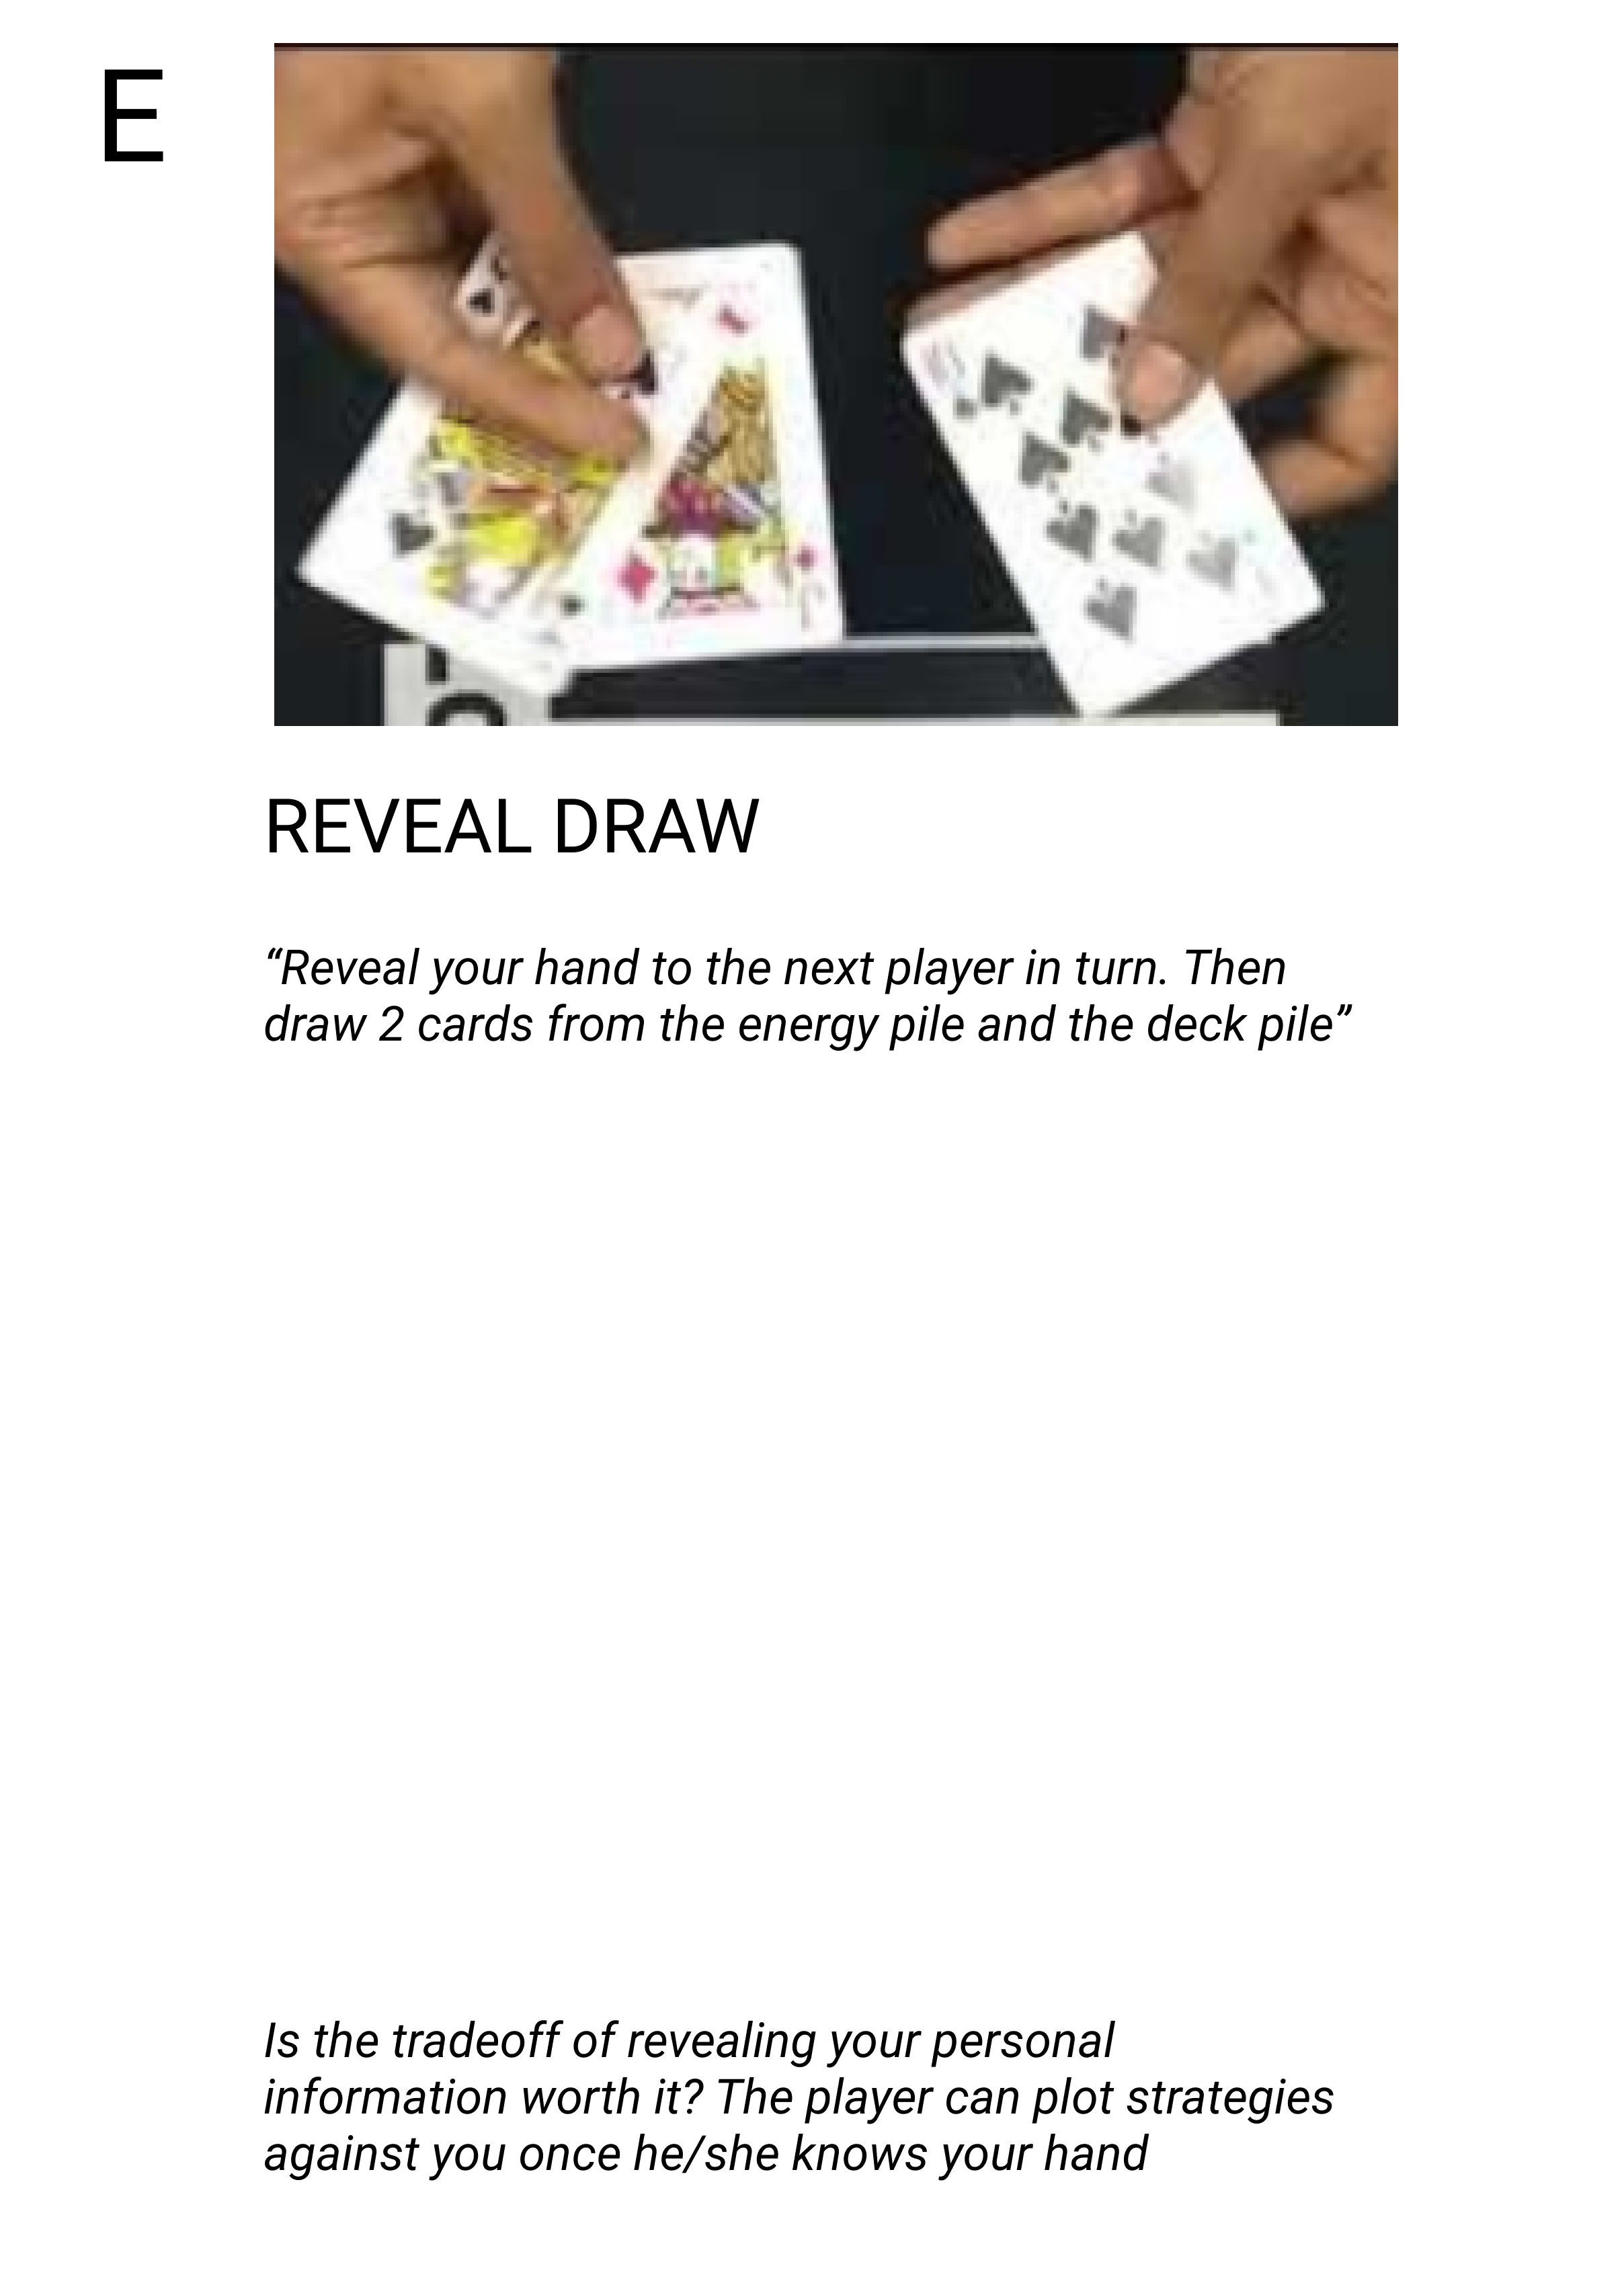 E
REVEAL DRAW
“Reveal your hand to the next player in turn. Then
draw 2 cards from the energy pile and the deck pile”
Is the tradeoff of revealing your personal
information worth it? The player can plot strategies
against you once he/she knows your hand